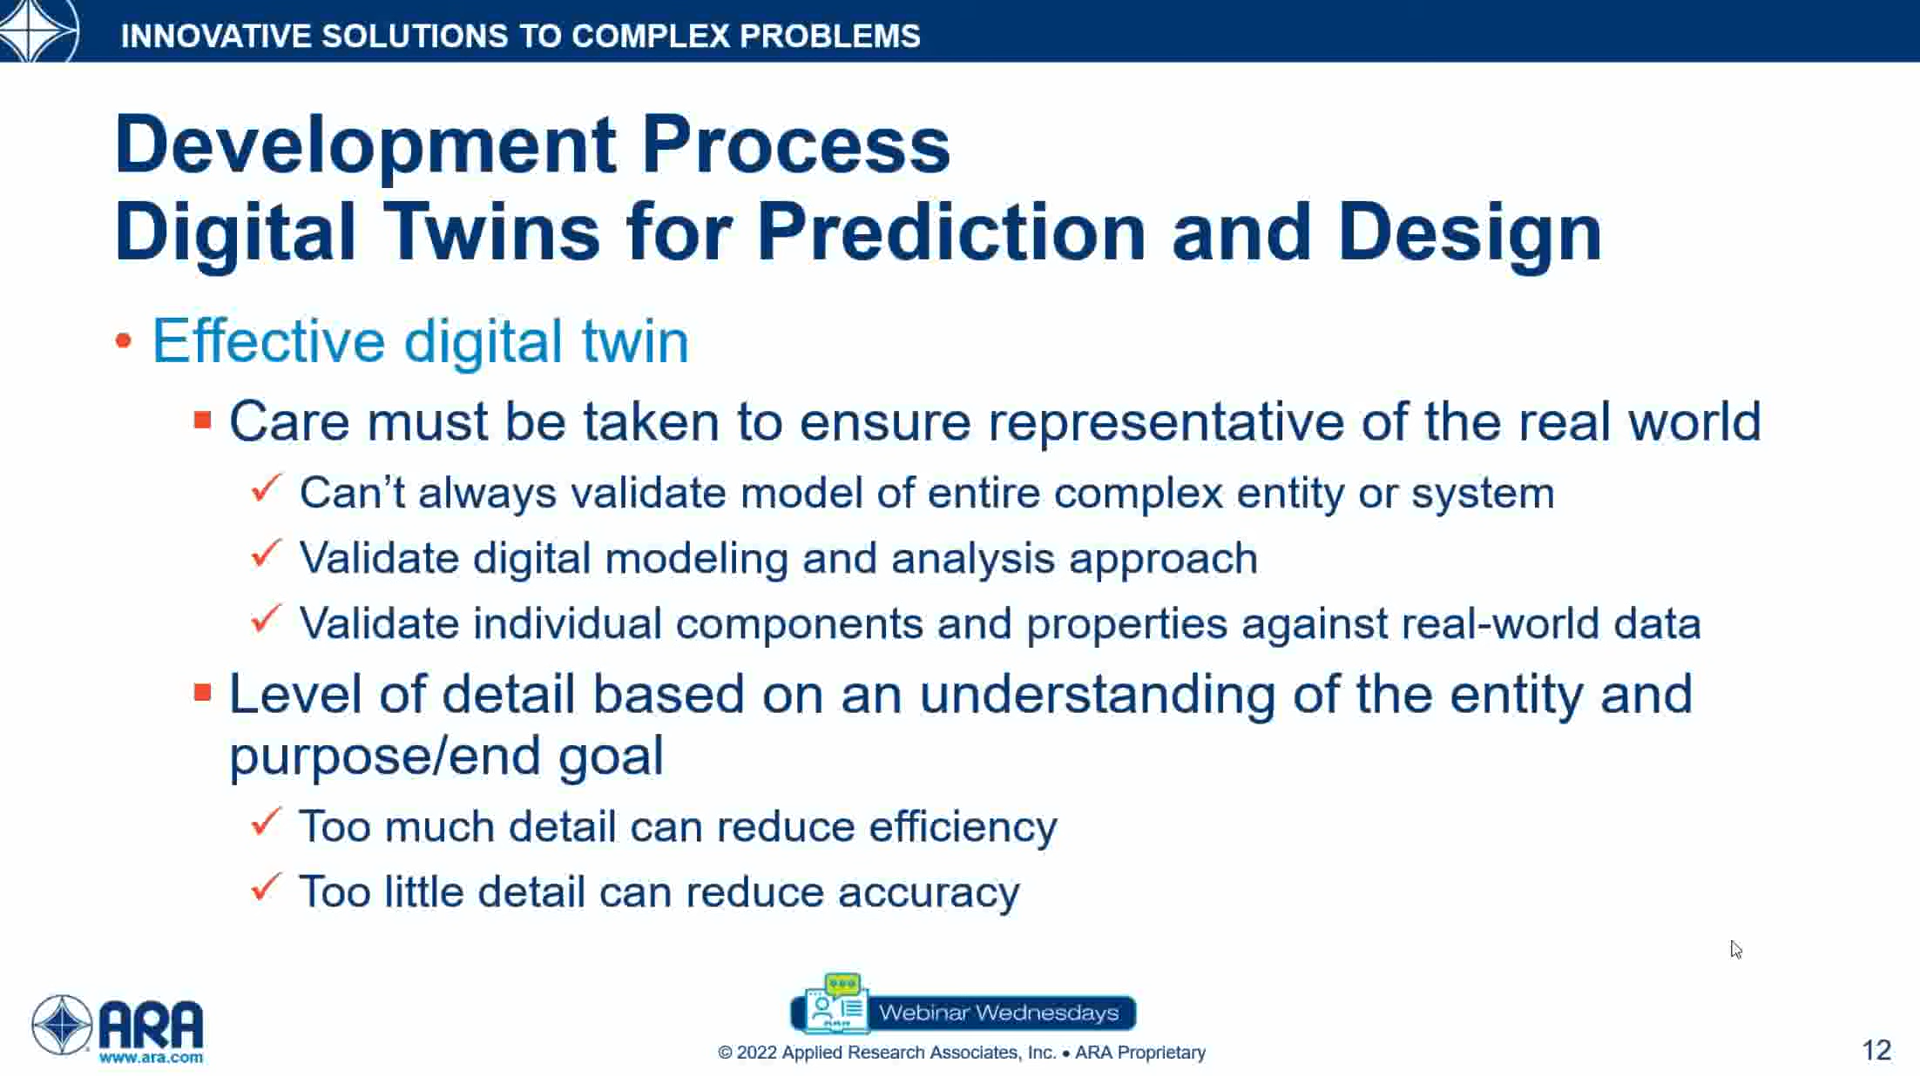 INNOVATIVE SOLUTIONS TO COMPLEX PROBLEMS
Development Process
Digital Twins for Prediction and Design
• Effective digital twin
▪ Care must be taken to ensure representative of the real world
✓ Can’t always validate model of entire complex entity or system
✓ Validate digital modeling and analysis approach
✓ Validate individual components and properties against real-world data
▪ Level of detail based on an understanding of the entity and
purpose/end goal
✓ Too much detail can reduce efficiency
✓ Too little detail can reduce accuracy
ARA
www.ara.com
Webinar Wednesdays
© 2022 Applied Research Associates, Inc. • ARA Proprietary
12